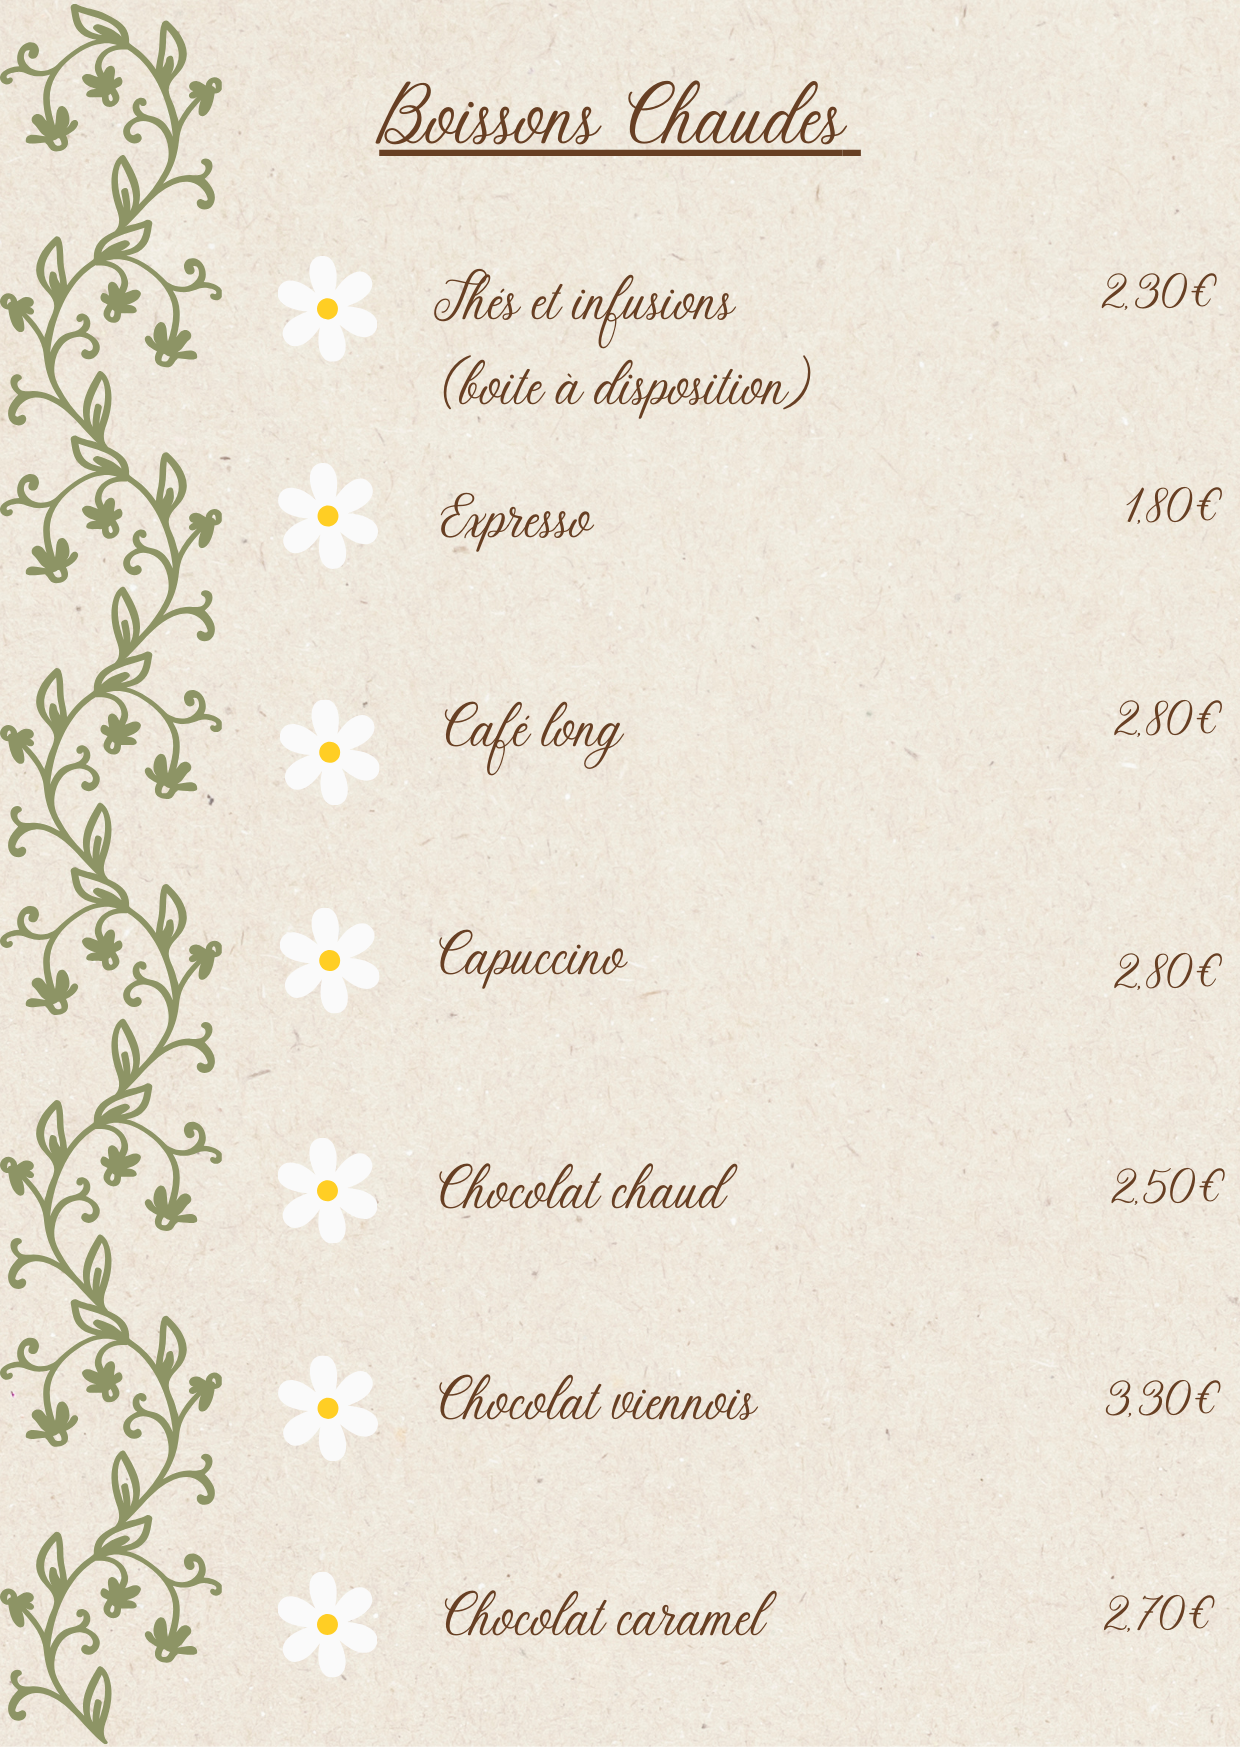 Boissons Chaudes
Thés et infusions 2,30€
(boite à disposition)
Expresso 1,80€
Café long 2,80€
Capuccino 2,80€
Chocolat chaud 2,50€
Chocolat viennois 3,30€
Chocolat caramel 2,70€